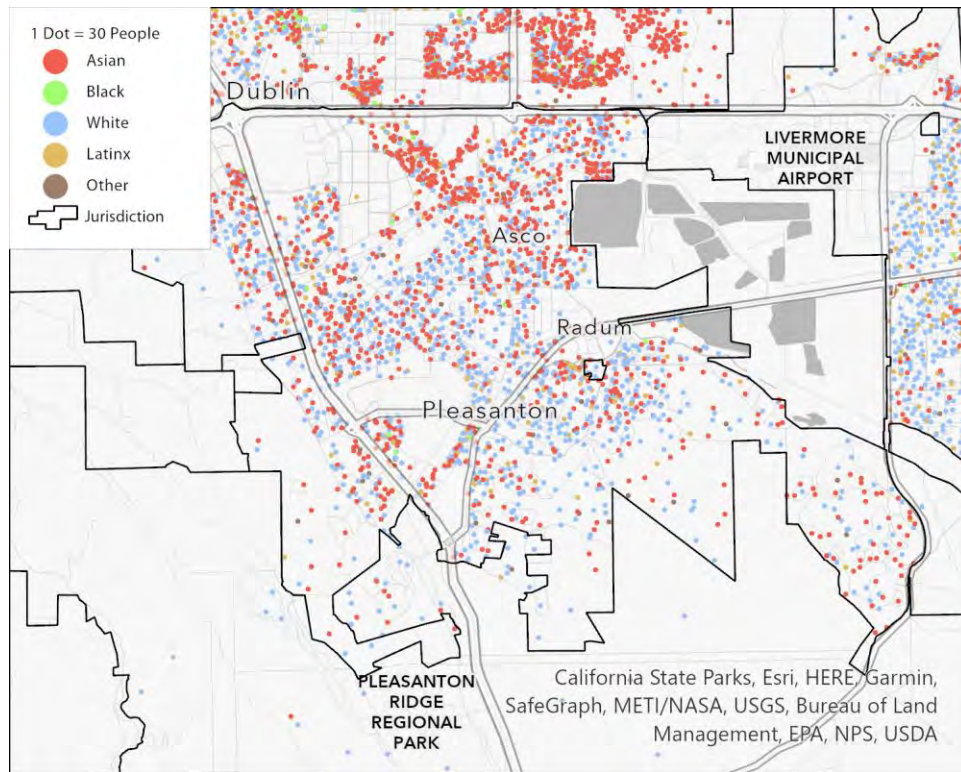 1 Dot = 30 People
Asian
Black
White
Latinx
Other
Jurisdiction
Dublin
LIVERMORE
MUNICIPAL
AIRPORT
Asco
Radum
Pleasanton
PLEASANTON
RIDGE
REGIONAL
PARK
California State Parks, Esri, HERE, Garmin,
SafeGraph, METI/NASA, USGS, Bureau of Land
Management, EPA, NPS, USDA